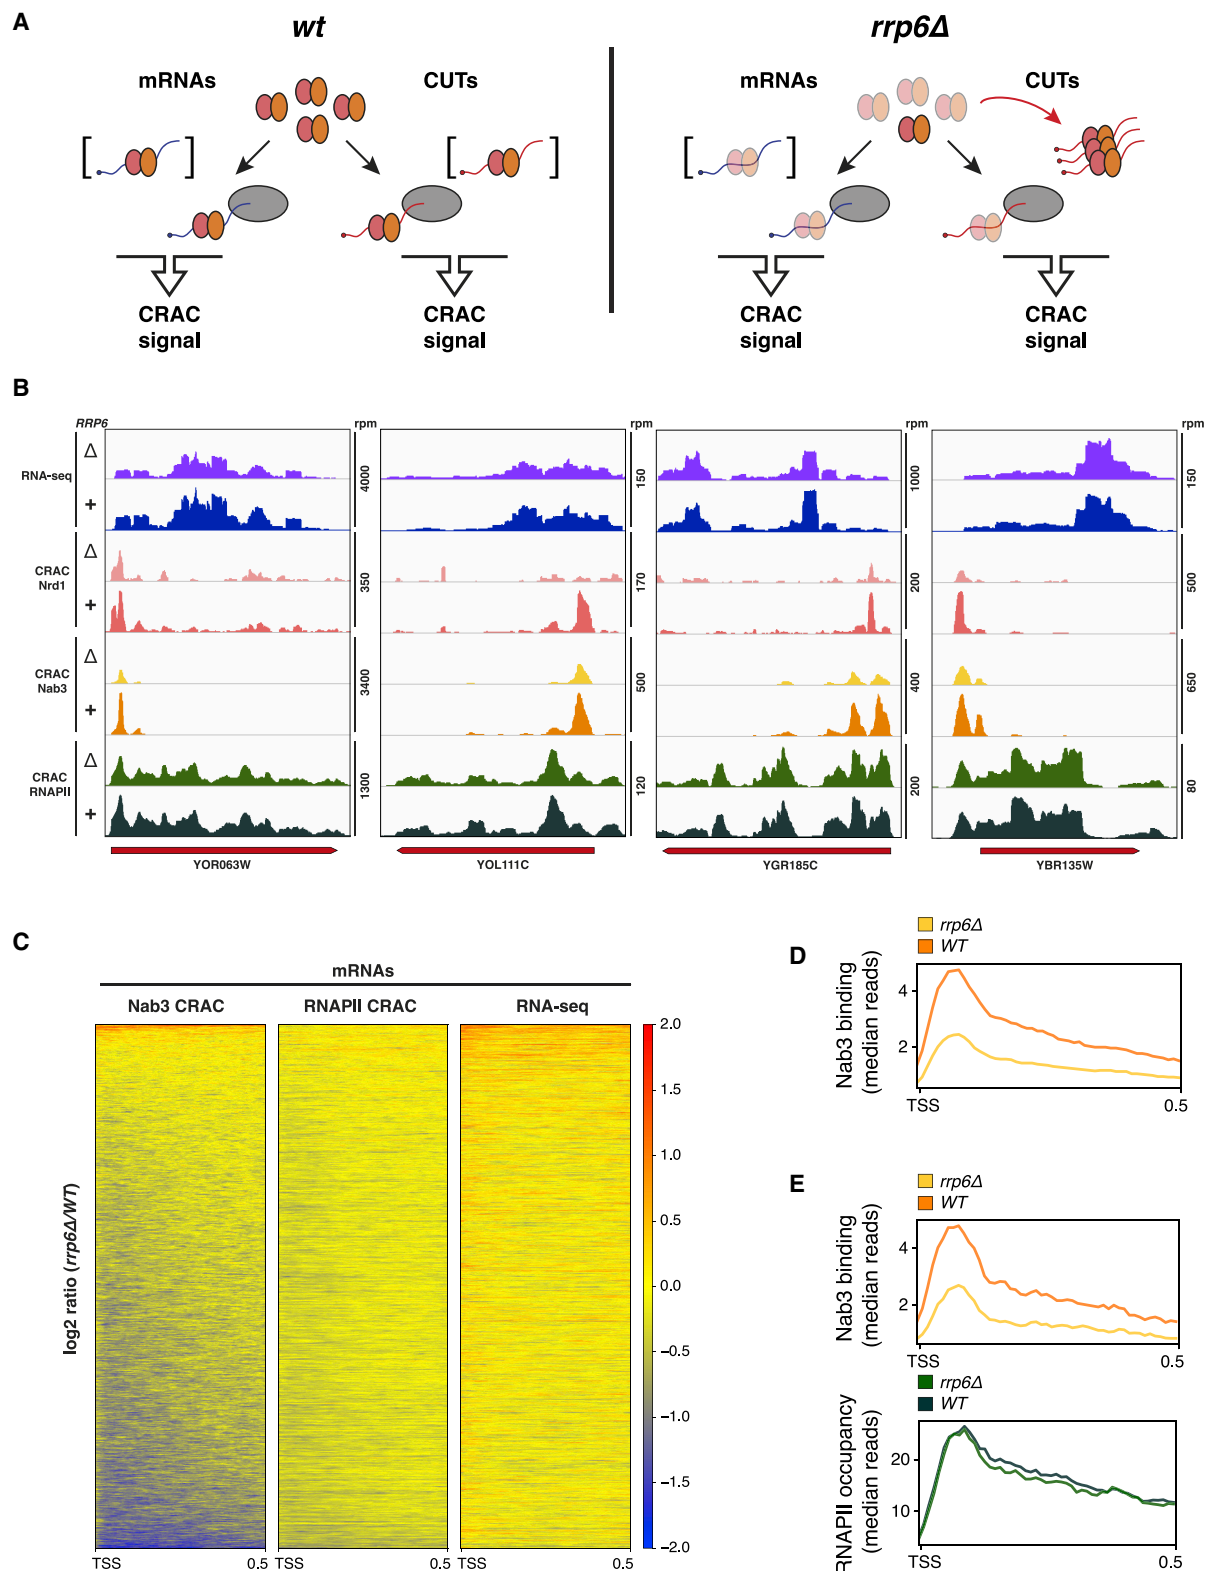 A
wt
rrp6Δ
mRNAs
CUTs
mRNAs
CUTs
[ ]
[ ]
[ ]
CRAC
signal
CRAC
signal
CRAC
signal
CRAC
signal
B
RRP6
rpm
rpm
rpm
rpm
RNA-seq
Δ
+
4000
150
1000
150
CRAC
Nrd1
Δ
+
350
170
200
500
CRAC
Nab3
Δ
+
3400
500
400
650
CRAC
RNAPII
Δ
+
1300
120
200
80
YOR063W
YOL111C
YGR185C
YBR135W
C
mRNAs
Nab3 CRAC
RNAPII CRAC
RNA-seq
log2 ratio (rrp6Δ/WT)
2.0
1.5
1.0
0.5
0.0
−0.5
−1.0
−1.5
−2.0
TSS
0.5
TSS
0.5
TSS
0.5
D
rrp6Δ
WT
Nab3 binding
(median reads)
4
2
TSS
0.5
E
rrp6Δ
WT
Nab3 binding
(median reads)
4
2
TSS
0.5
rrp6Δ
WT
RNAPII occupancy
(median reads)
20
10
TSS
0.5